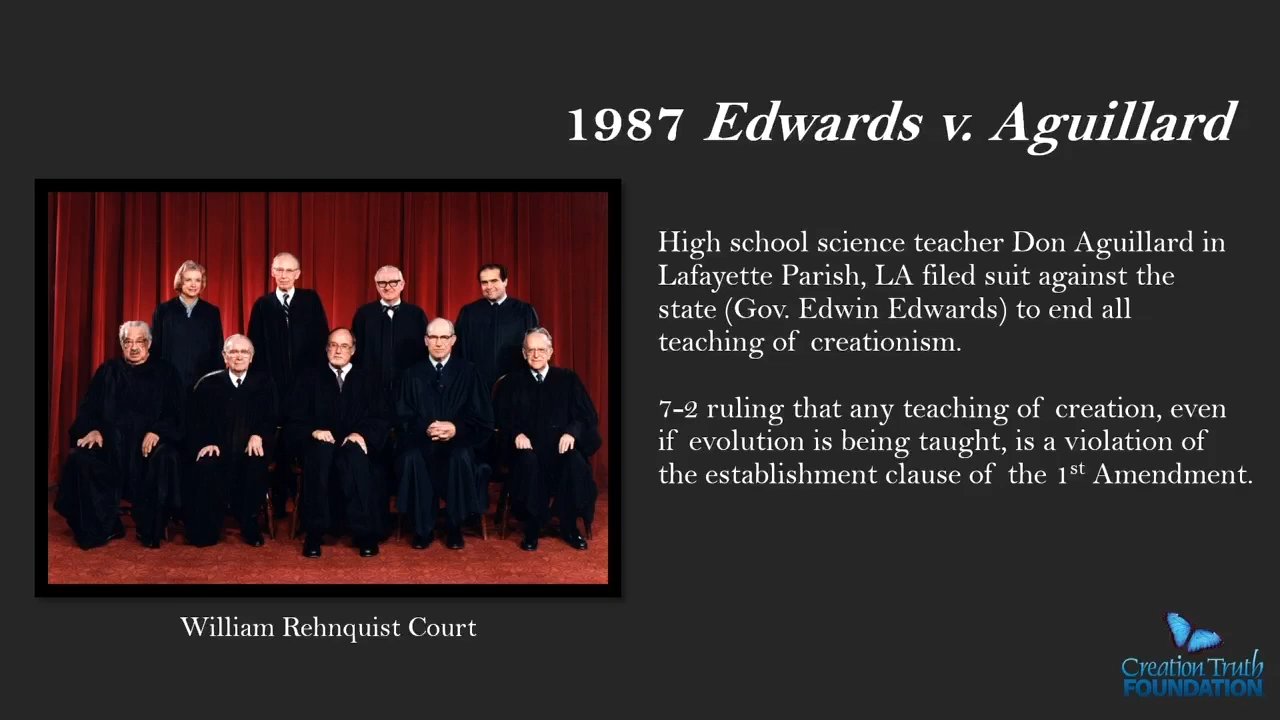 1987 Edwards v. Aguillard
High school science teacher Don Aguillard in
Lafayette Parish, LA filed suit against the
state (Gov. Edwin Edwards) to end all
teaching of creationism.
7-2 ruling that any teaching of creation, even
if evolution is being taught, is a violation of
the establishment clause of the 1st Amendment.
William Rehnquist Court
Creation Truth
FOUNDATION